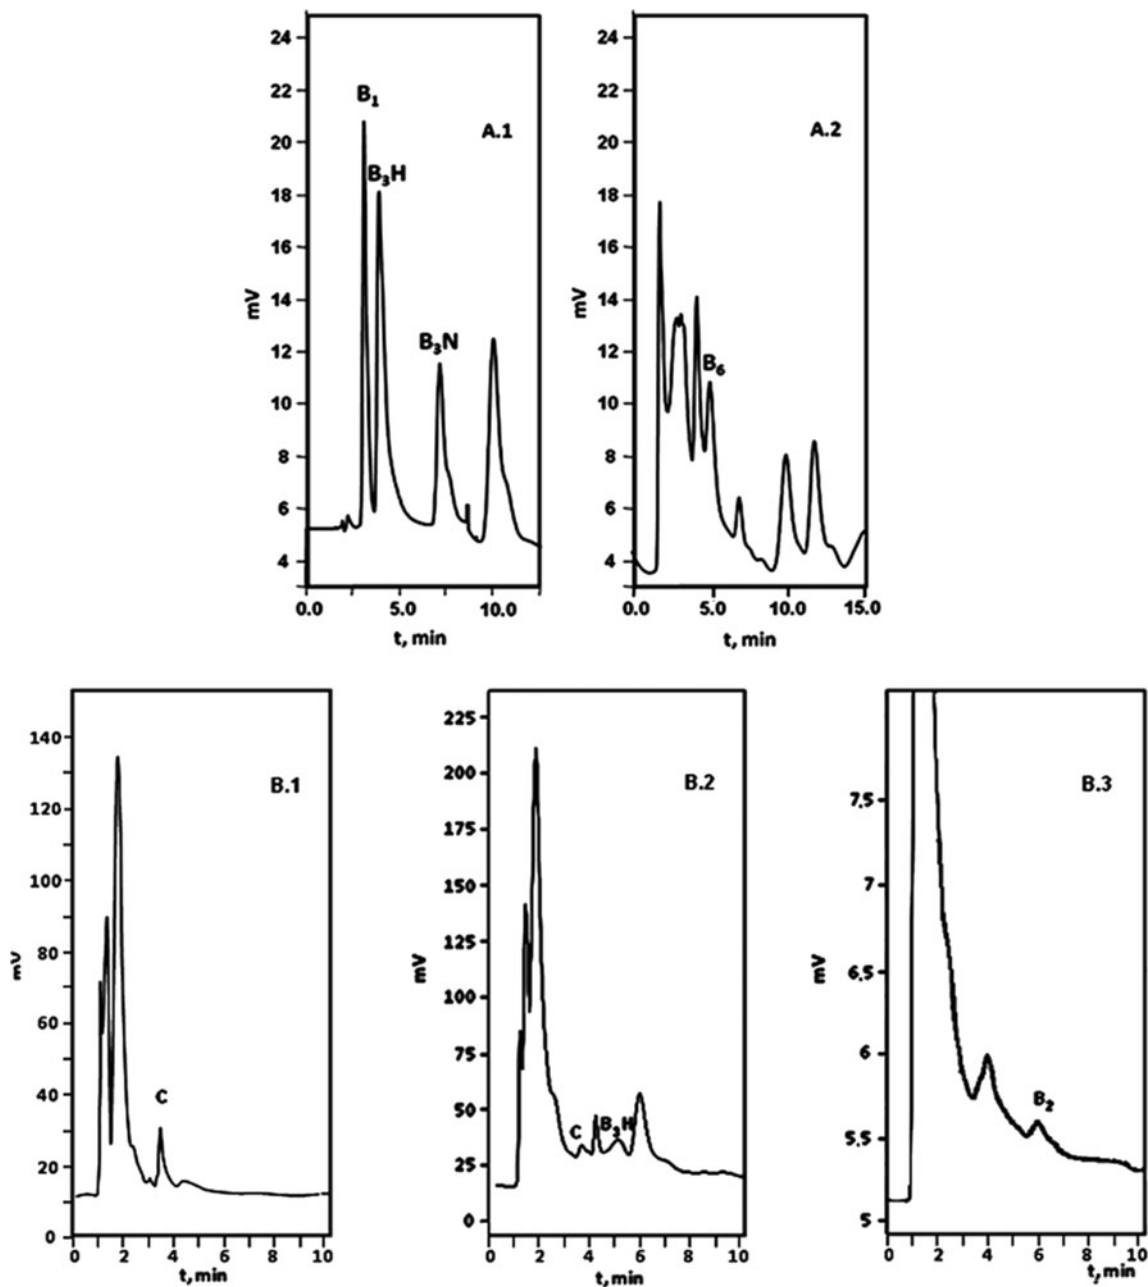 24
22
20
18
16
14
12
10
8
6
4
mV
B₁
B₃H
B₃N
A.1
0.0 5.0 10.0
t, min
24
22
20
18
16
14
12
10
8
6
4
mV
A.2
B₆
0.0 5.0 10.0 15.0
t, min
140
120
100
80
60
40
20
0
mV
B.1
C
0 2 4 6 8 10
t, min
225
200
175
150
125
100
75
50
25
0
mV
B.2
C
B₃H
0 2 4 6 8 10
t, min
7.5
7
6.5
6
5.5
5
mV
B.3
B₂
0 2 4 6 8 10
t, min